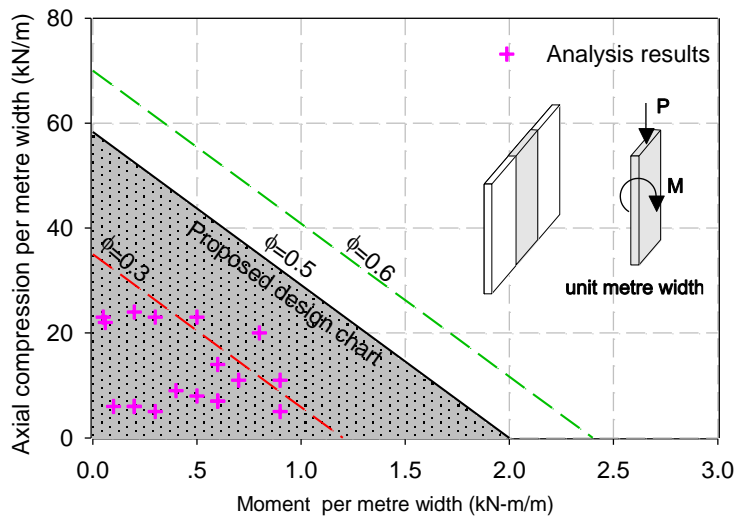 Axial compression per metre width (kN/m)
80
60
40
20
0
Analysis results
P
M
unit metre width
ϕ=0.3
Proposed design chart
ϕ=0.5
ϕ=0.6
0.0 .5 1.0 1.5 2.0 2.5 3.0
Moment per metre width (kN-m/m)